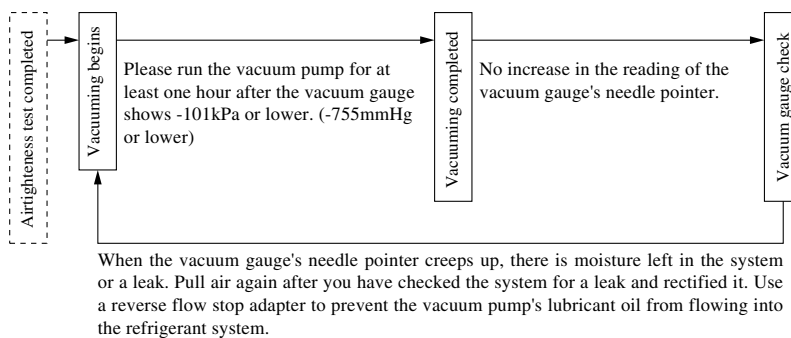 Airtighteness test completed
Vacuuming begins
Please run the vacuum pump for at
least one hour after the vacuum gauge
shows -101kPa or lower. (-755mmHg
or lower)
Vacuuming completed
No increase in the reading of the
vacuum gauge's needle pointer.
Vacuum gauge check
When the vacuum gauge's needle pointer creeps up, there is moisture left in the system
or a leak. Pull air again after you have checked the system for a leak and rectified it. Use
a reverse flow stop adapter to prevent the vacuum pump's lubricant oil from flowing into
the refrigerant system.